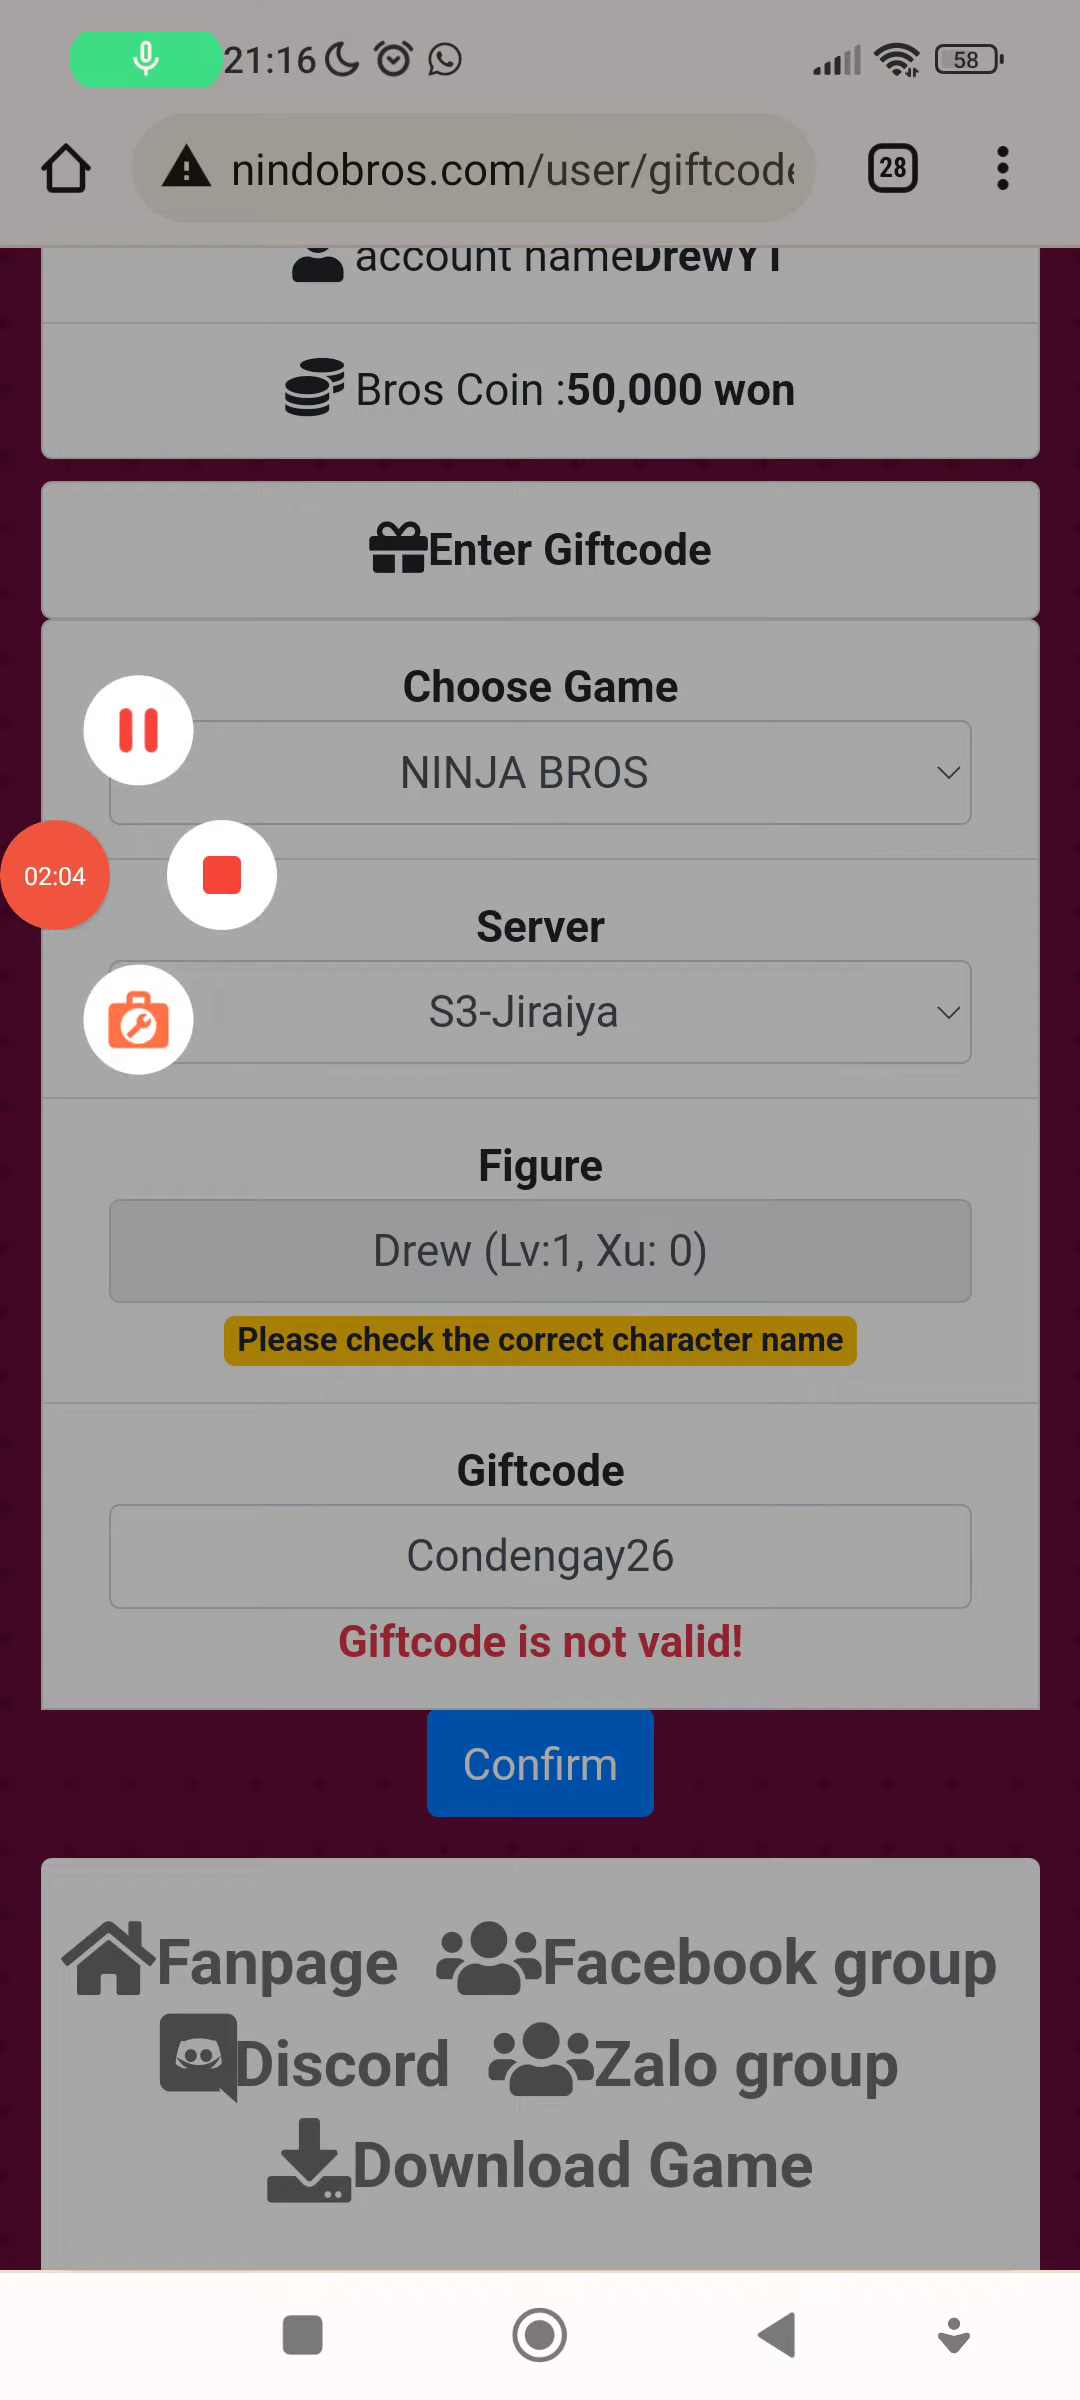 21:16
58
nindobros.com/user/giftcode
28
account nameDrewYT
Bros Coin :50,000 won
Enter Giftcode
Choose Game
NINJA BROS
02:04
Server
S3-Jiraiya
Figure
Drew (Lv:1, Xu: 0)
Please check the correct character name
Giftcode
Condengay26
Giftcode is not valid!
Confirm
Fanpage Facebook group
Discord Zalo group
Download Game